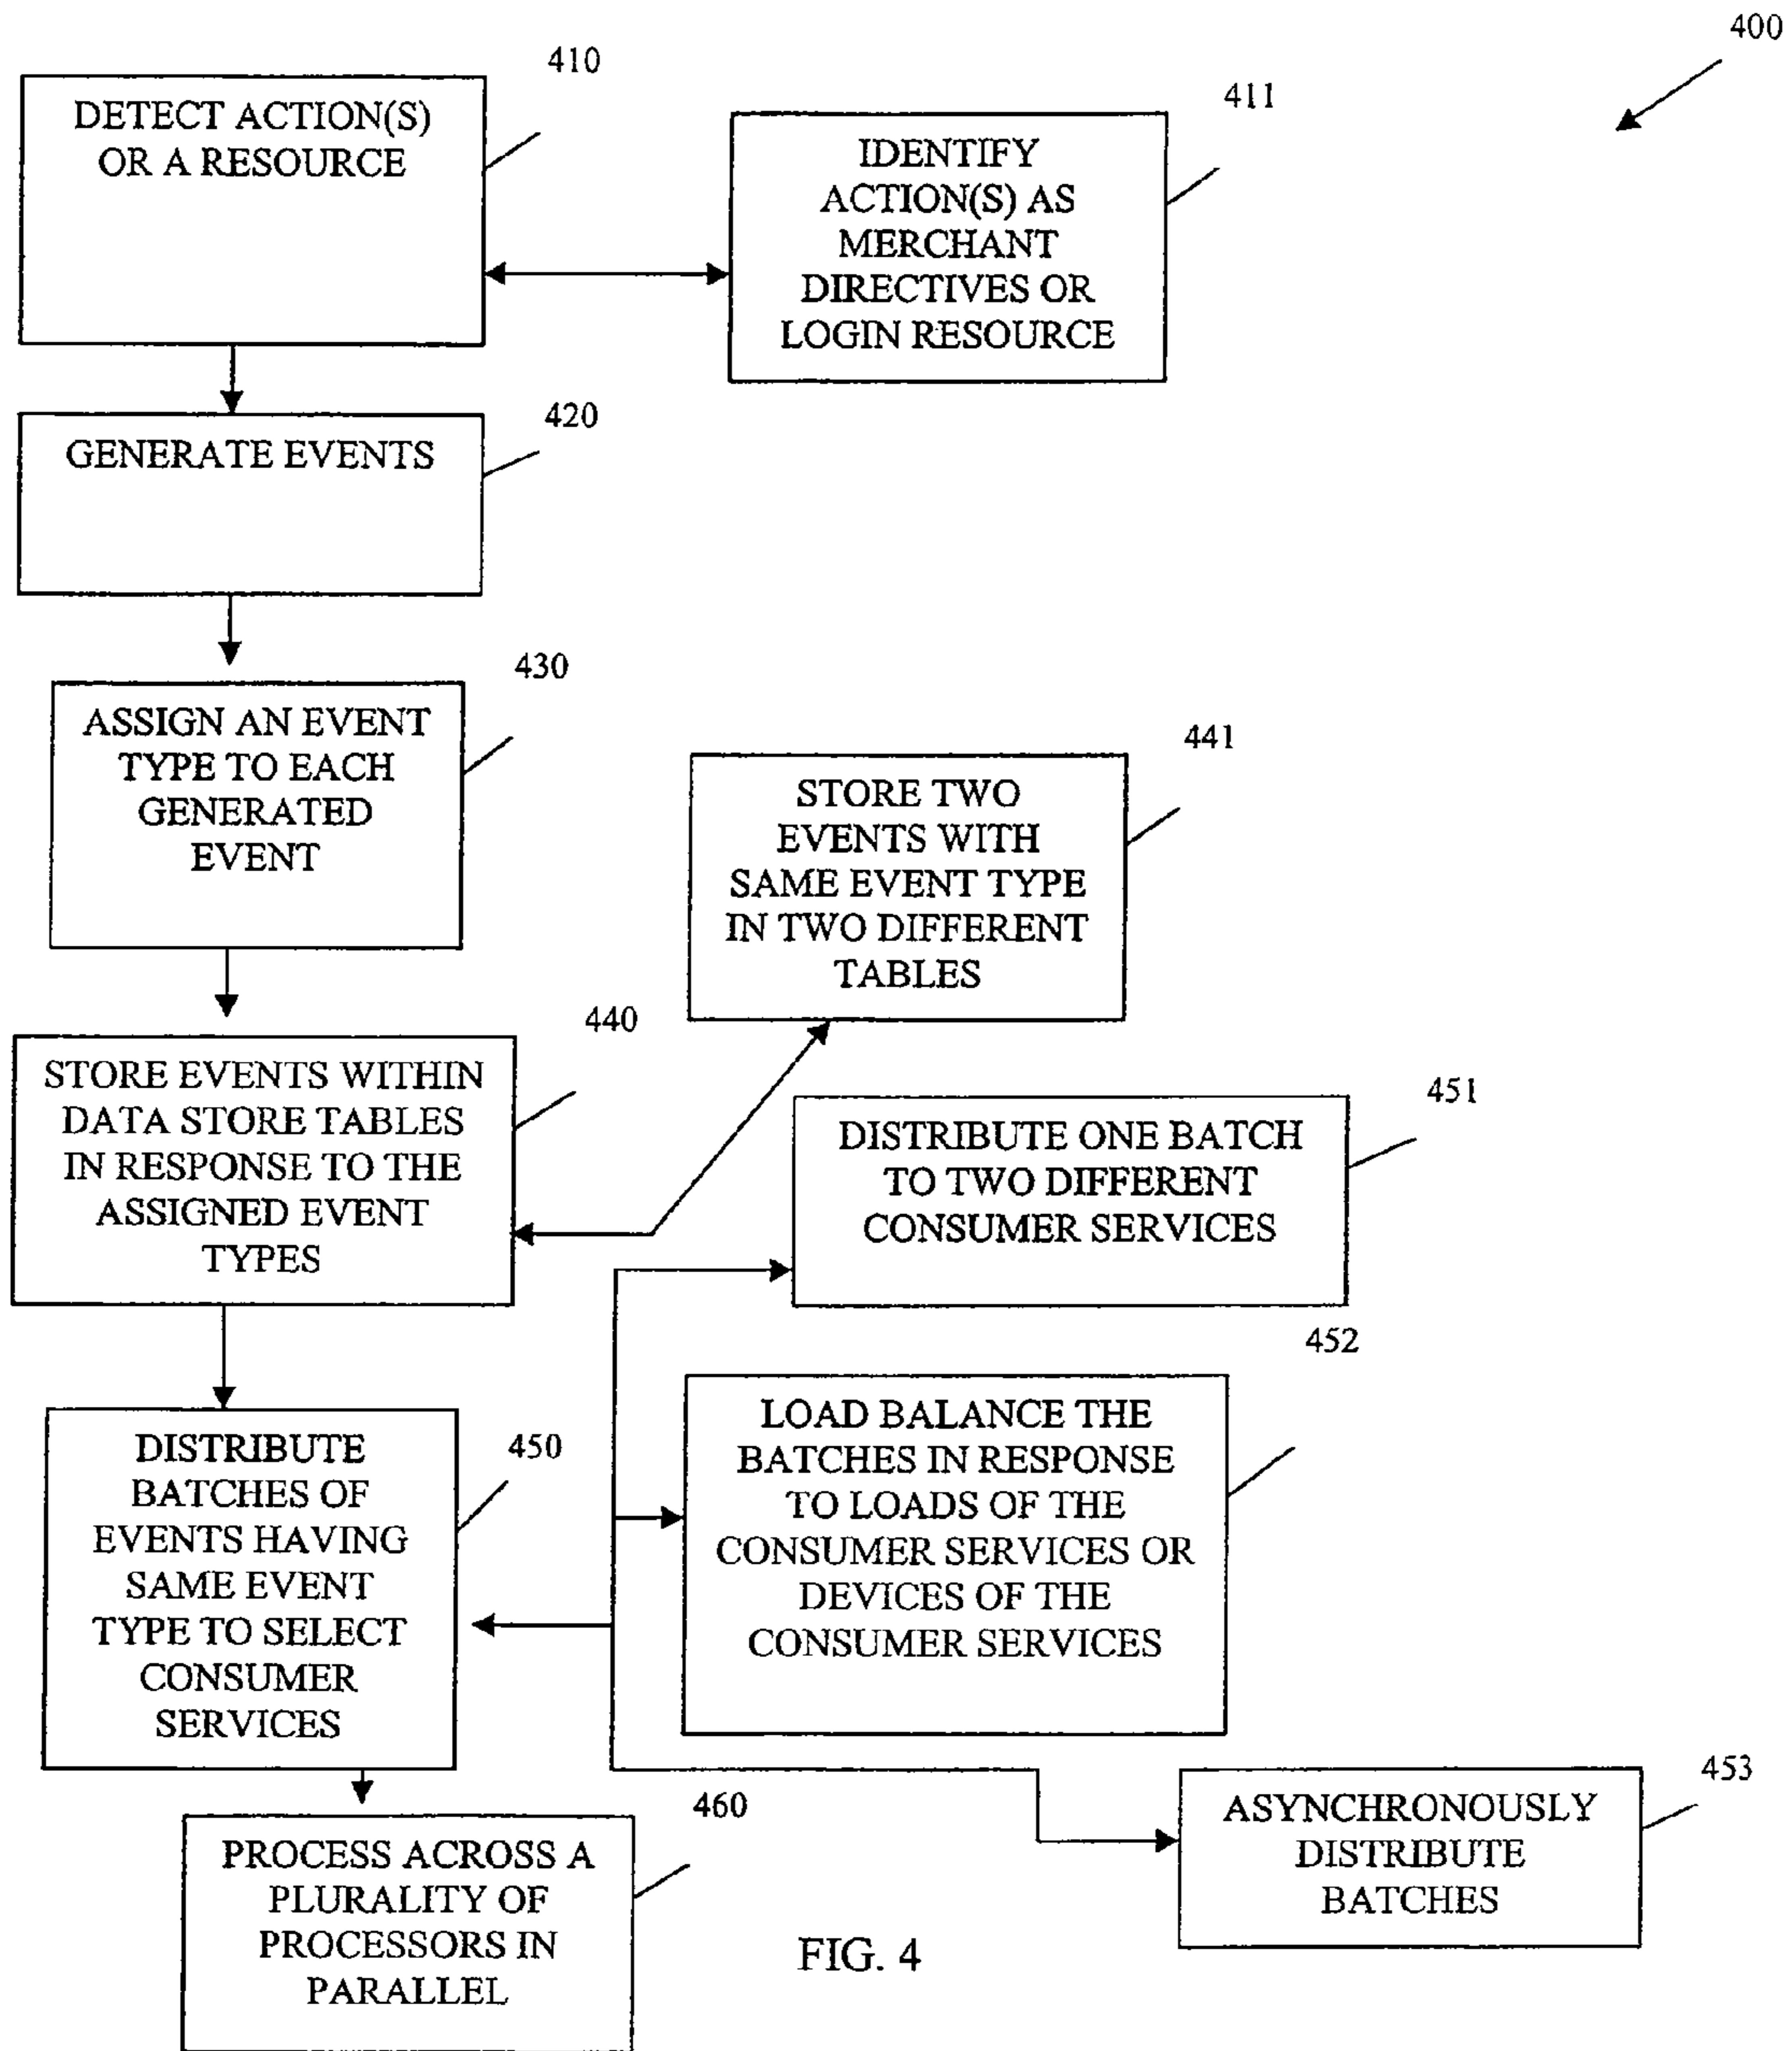 400
410
DETECT ACTION(S)
OR A RESOURCE
411
IDENTIFY
ACTION(S) AS
MERCHANT
DIRECTIVES OR
LOGIN RESOURCE
420
GENERATE EVENTS
430
ASSIGN AN EVENT
TYPE TO EACH
GENERATED
EVENT
441
STORE TWO
EVENTS WITH
SAME EVENT TYPE
IN TWO DIFFERENT
TABLES
440
STORE EVENTS WITHIN
DATA STORE TABLES
IN RESPONSE TO THE
ASSIGNED EVENT
TYPES
451
DISTRIBUTE ONE BATCH
TO TWO DIFFERENT
CONSUMER SERVICES
452
LOAD BALANCE THE
BATCHES IN RESPONSE
TO LOADS OF THE
CONSUMER SERVICES OR
DEVICES OF THE
CONSUMER SERVICES
450
DISTRIBUTE
BATCHES OF
EVENTS HAVING
SAME EVENT
TYPE TO SELECT
CONSUMER
SERVICES
453
ASYNCHRONOUSLY
DISTRIBUTE
BATCHES
460
PROCESS ACROSS A
PLURALITY OF
PROCESSORS IN
PARALLEL
FIG. 4